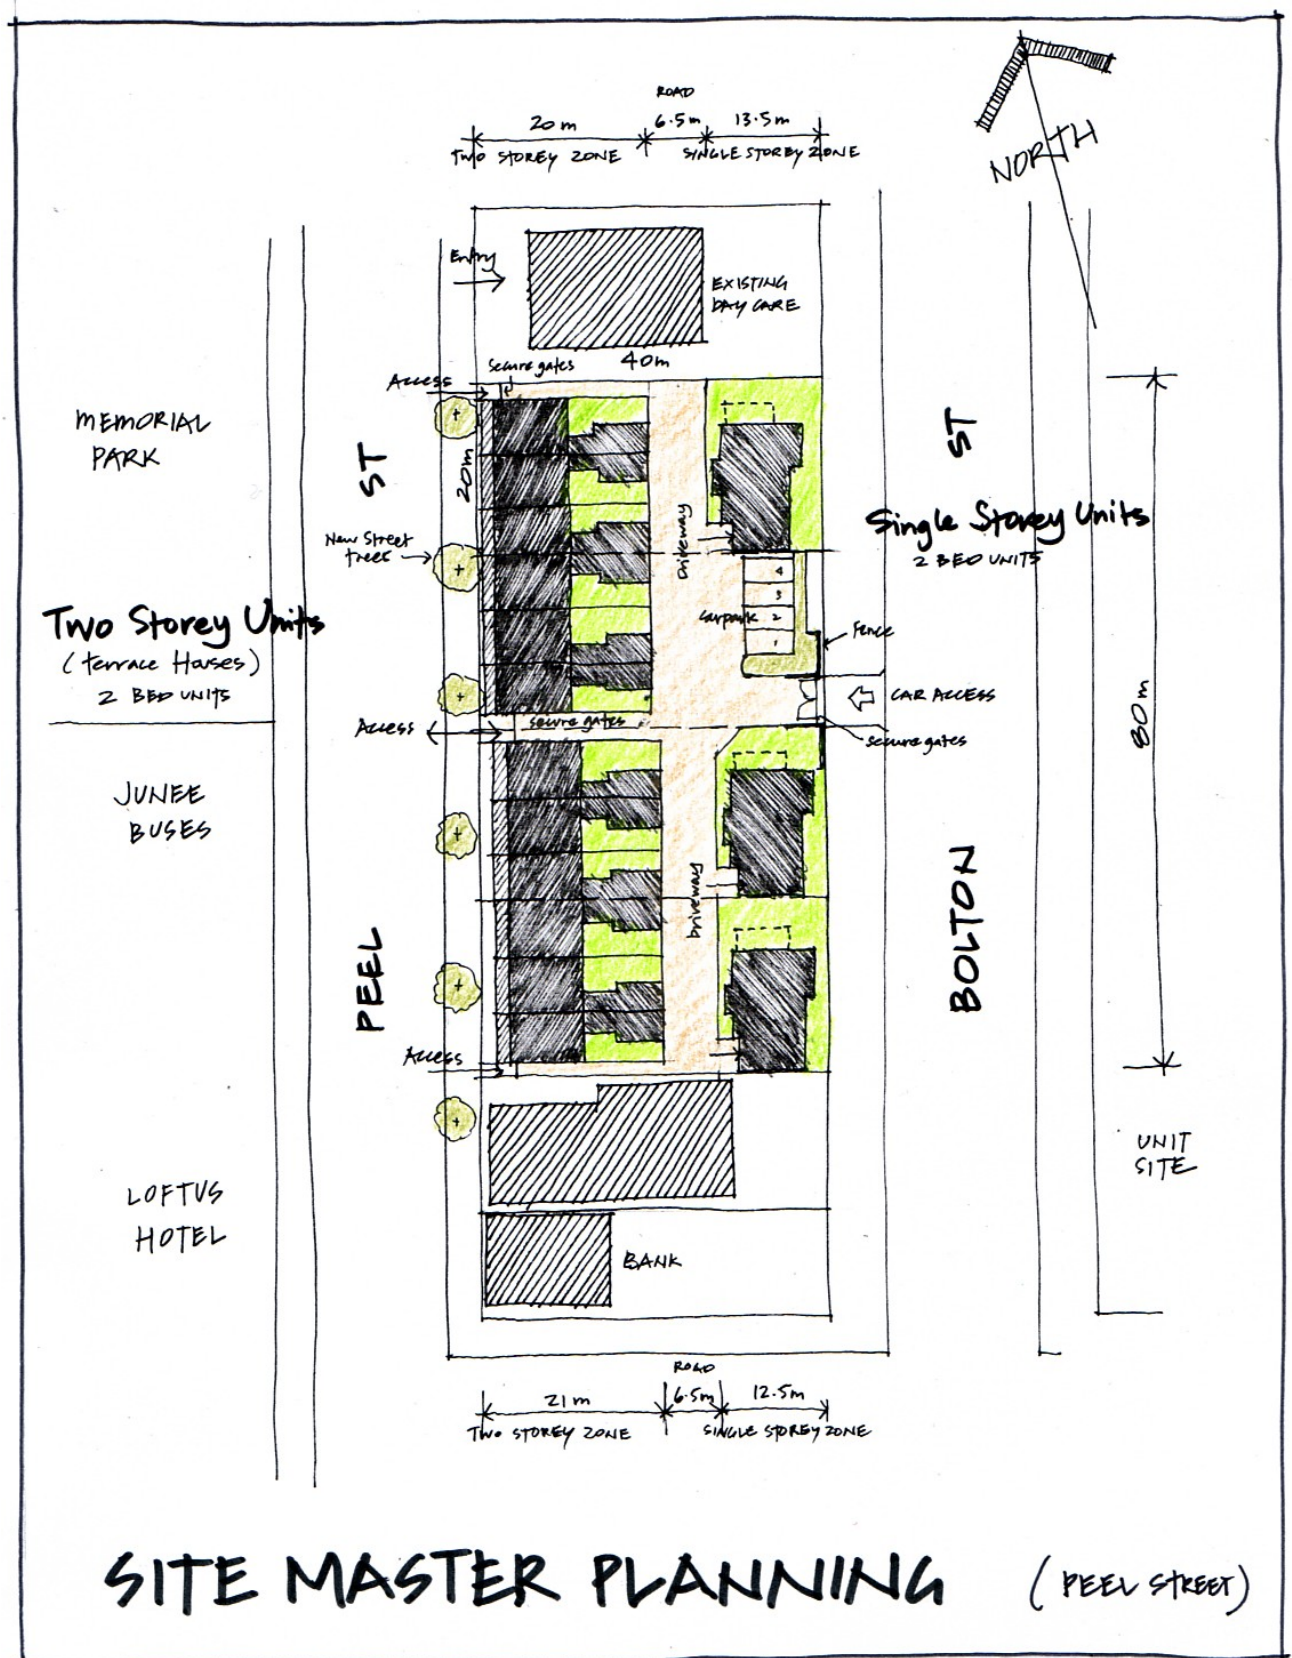 ROAD
20m
6.5m
13.5m
TWO STOREY ZONE
SINGLE STOREY ZONE
NORTH
Entry
EXISTING
DAY CARE
Secure gates
40m
Access
MEMORIAL
PARK
ST
20m
ST
Driveway
Single Storey Units
2 BED UNITS
New Street
trees
4
3
2
1
Carpark
Fence
Two Storey Units
(terrace Houses)
2 BED UNITS
CAR ACCESS
Access
secure gates
secure gates
80m
JUNEE
BUSES
Driveway
PEEL
BOLTON
Access
UNIT
SITE
LOFTUS
HOTEL
BANK
ROAD
21m
6.5m
12.5m
TWO STOREY ZONE
SINGLE STOREY ZONE
SITE MASTER PLANNING
(PEEL STREET)